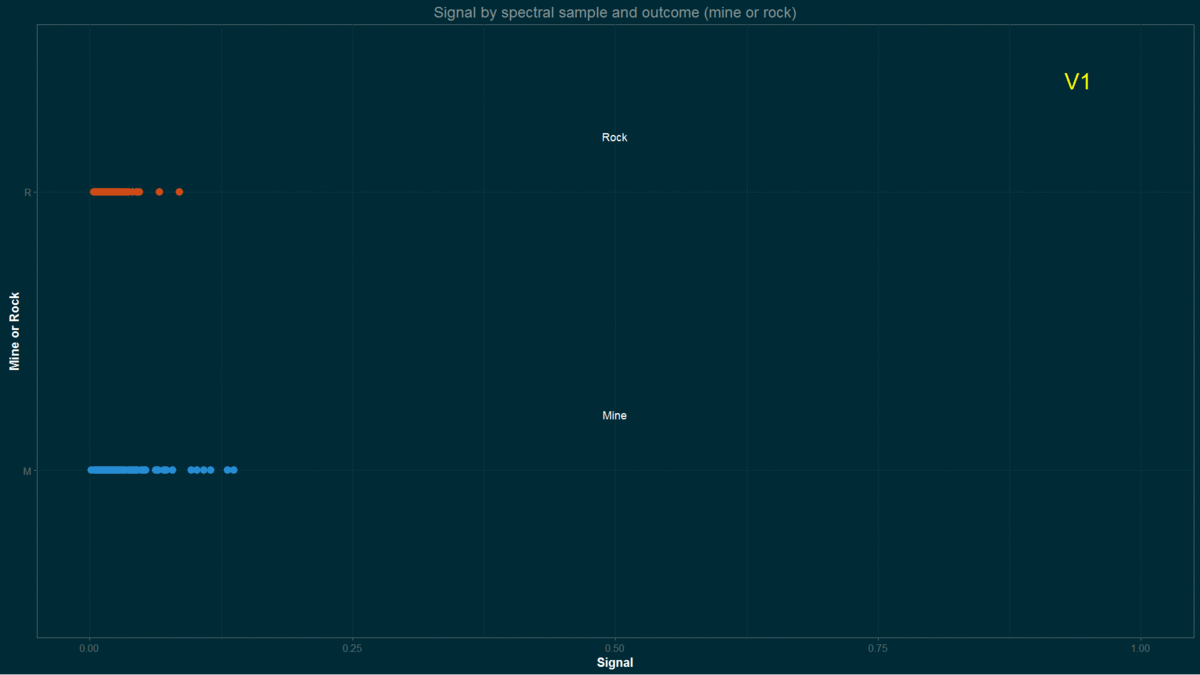 Signal by spectral sample and outcome (mine or rock)
V1
Rock
R
Mine or Rock
Mine
M
0.00 0.25 0.50 0.75 1.00
Signal